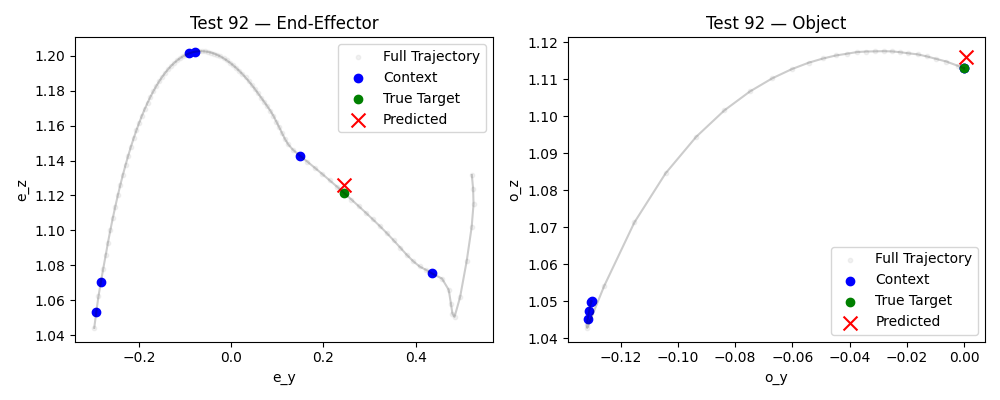 Test 92 — End-Effector
e_z
1.20
1.18
1.16
1.14
1.12
1.10
1.08
1.06
1.04
−0.2
0.0
0.2
0.4
e_y
Full Trajectory
Context
True Target
Predicted
Test 92 — Object
o_z
1.12
1.11
1.10
1.09
1.08
1.07
1.06
1.05
1.04
−0.12
−0.10
−0.08
−0.06
−0.04
−0.02
0.00
o_y
Full Trajectory
Context
True Target
Predicted